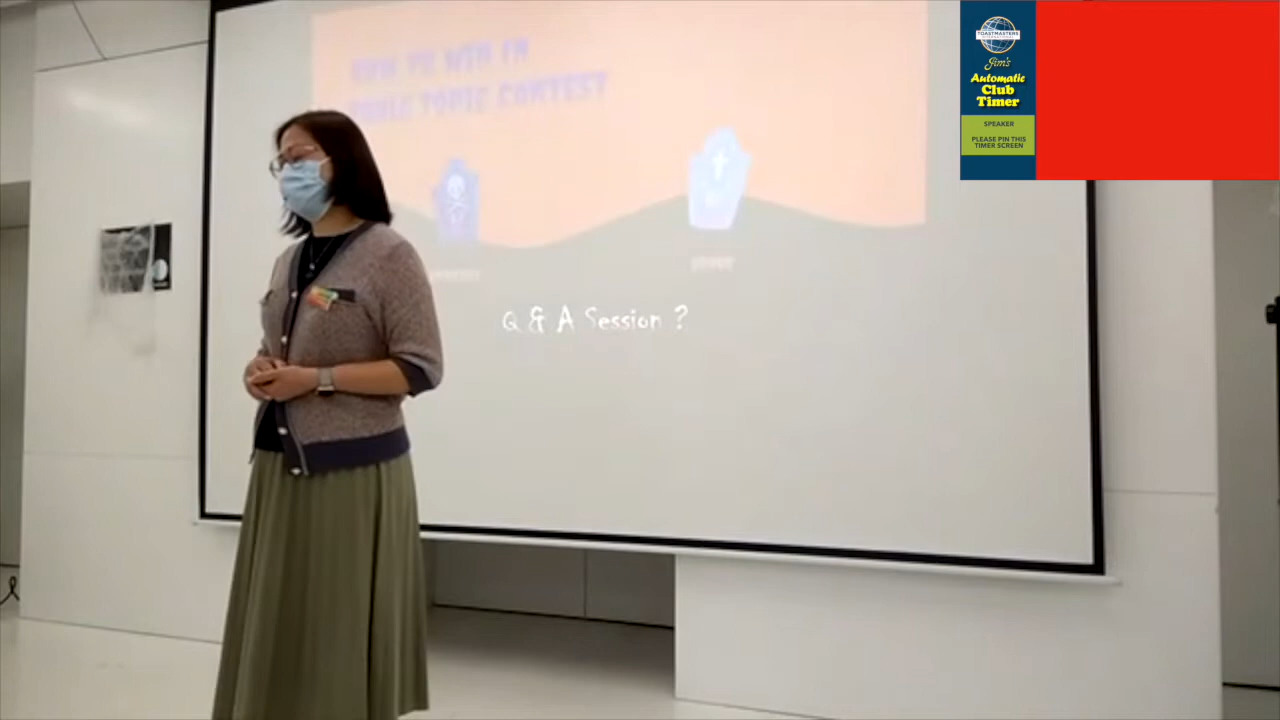 HOW TO WIN IN
TABLE TOPIC CONTEST
Q & A Session ?
TOASTMASTERS
INTERNATIONAL
Jim's
Automatic
Club
Timer
SPEAKER
PLEASE PIN THIS
TIMER SCREEN